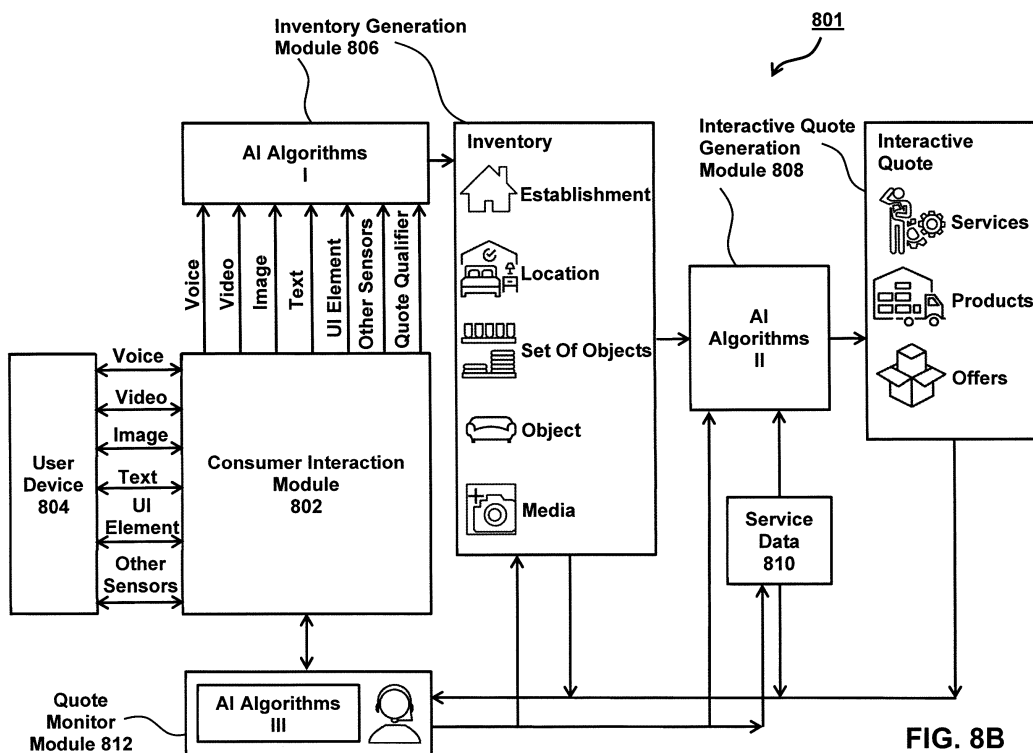 801
Inventory Generation
Module 806
AI Algorithms
I
Inventory
Establishment
Location
Set Of Objects
Object
Media
Interactive Quote
Generation
Module 808
Interactive
Quote
Services
Products
Offers
AI
Algorithms
II
Voice
Video
Image
Text
UI Element
Other Sensors
Quote Qualifier
User
Device
804
Voice
Video
Image
Text
UI
Element
Other
Sensors
Consumer Interaction
Module
802
Service
Data
810
Quote
Monitor
Module 812
AI Algorithms
III
FIG. 8B